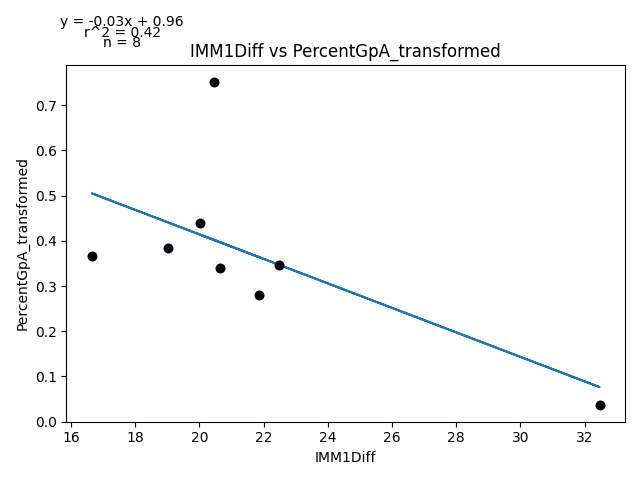 y = -0.03x + 0.96
r^2 = 0.42
n = 8
IMM1Diff vs PercentGpA_transformed
PercentGpA_transformed
0.7
0.6
0.5
0.4
0.3
0.2
0.1
0.0
16 18 20 22 24 26 28 30 32
IMM1Diff